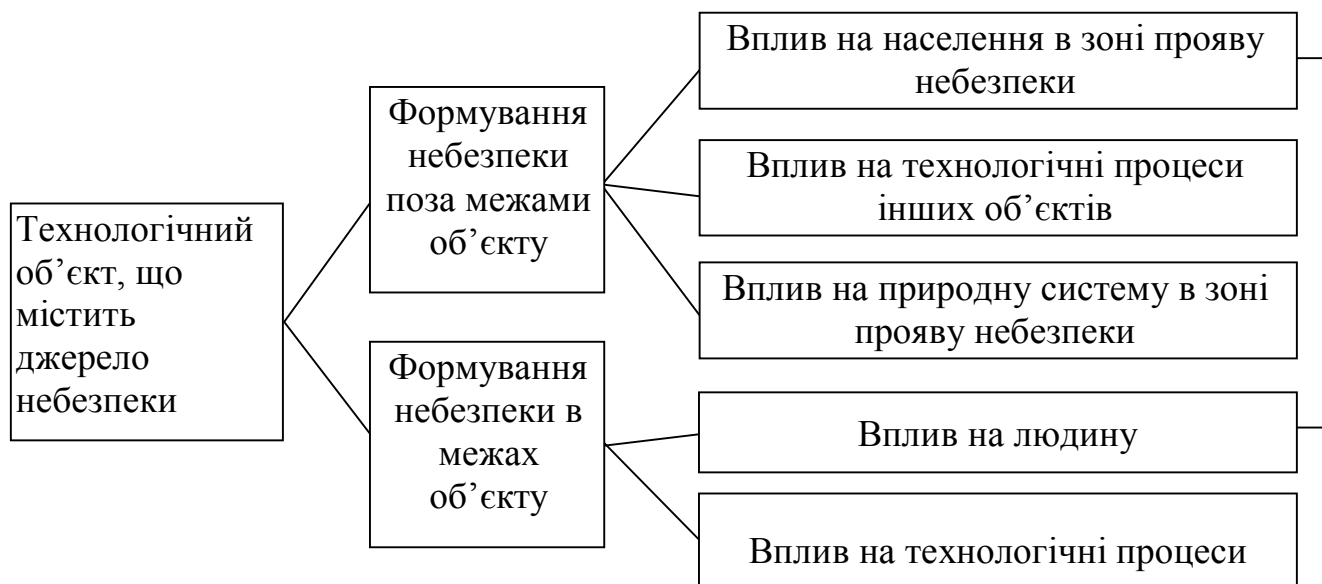 Технологічний
об’єкт, що
містить
джерело
небезпеки
Формування
небезпеки
поза межами
об’єкту
Формування
небезпеки в
межах
об’єкту
Вплив на населення в зоні прояву
небезпеки
Вплив на технологічні процеси
інших об’єктів
Вплив на природну систему в зоні
прояву небезпеки
Вплив на людину
Вплив на технологічні процеси